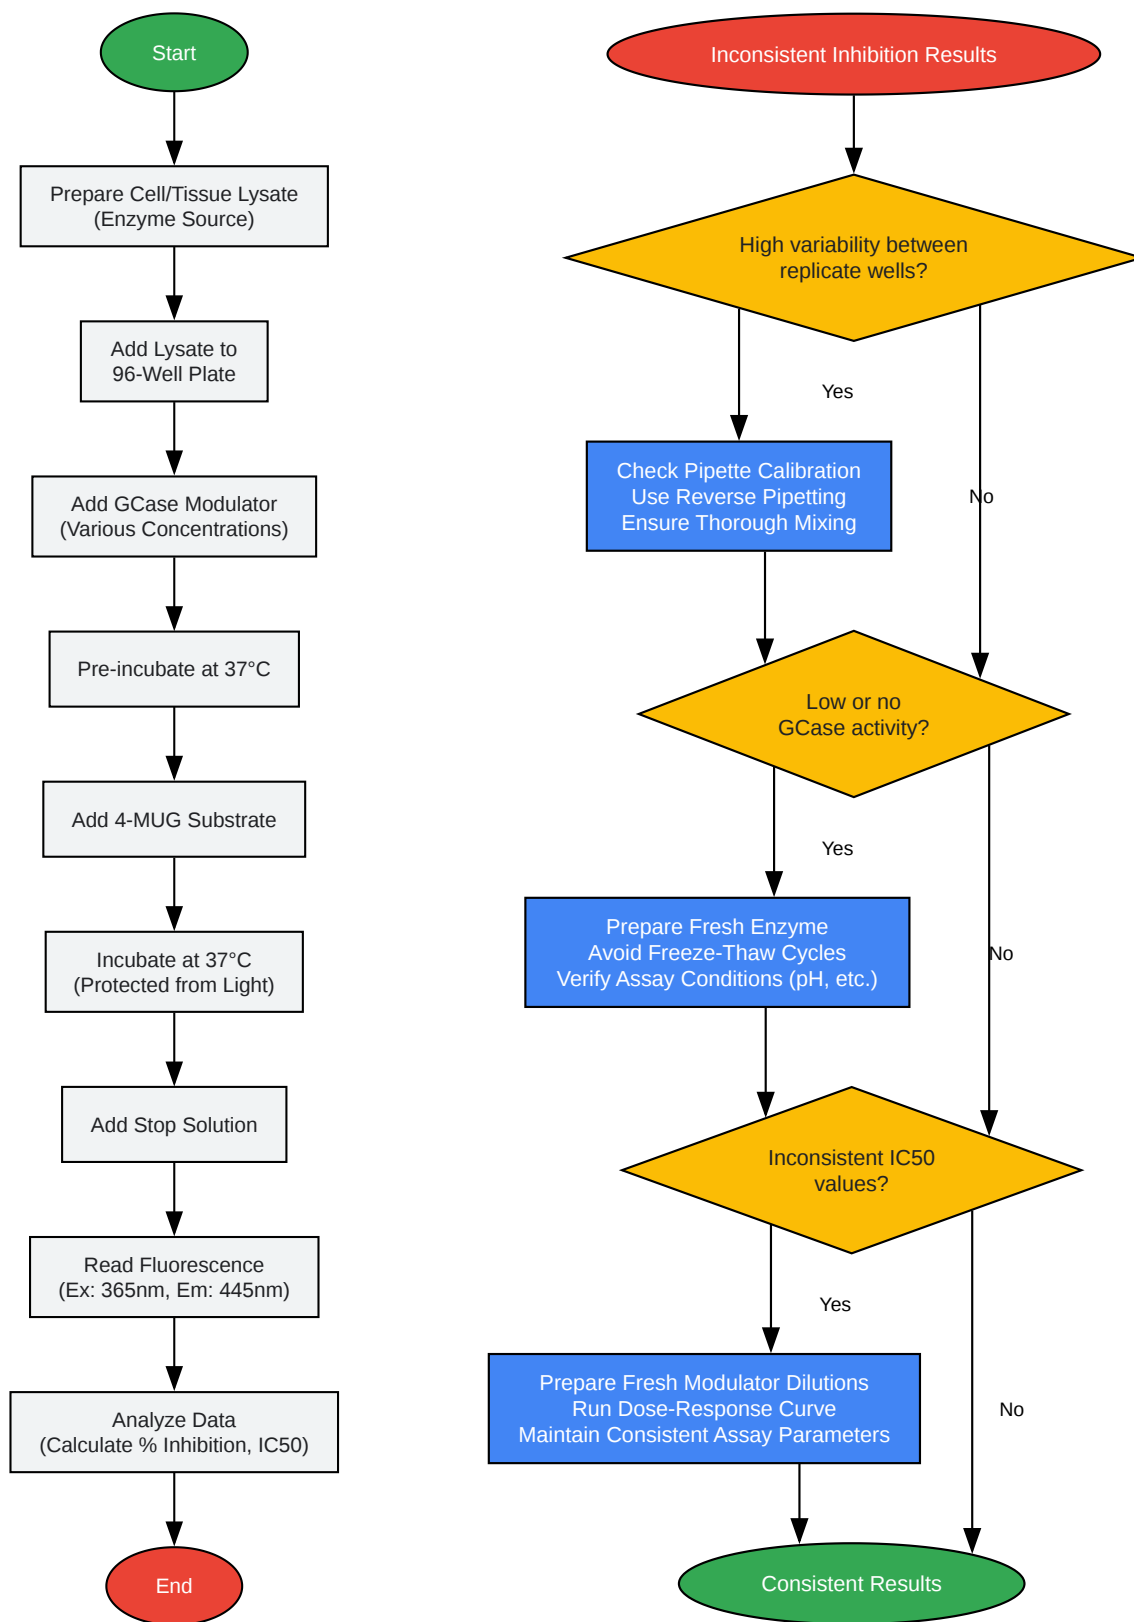 Start
Prepare Cell/Tissue Lysate
(Enzyme Source)
Add Lysate to
96-Well Plate
Add GCase Modulator
(Various Concentrations)
Pre-incubate at 37°C
Add 4-MUG Substrate
Incubate at 37°C
(Protected from Light)
Add Stop Solution
Read Fluorescence
(Ex: 365nm, Em: 445nm)
Analyze Data
(Calculate % Inhibition, IC50)
End
Inconsistent Inhibition Results
High variability between
replicate wells?
Yes
Check Pipette Calibration
Use Reverse Pipetting
Ensure Thorough Mixing
No
Low or no
GCase activity?
Yes
Prepare Fresh Enzyme
Avoid Freeze-Thaw Cycles
Verify Assay Conditions (pH, etc.)
No
Inconsistent IC50
values?
Yes
Prepare Fresh Modulator Dilutions
Run Dose-Response Curve
Maintain Consistent Assay Parameters
No
Consistent Results